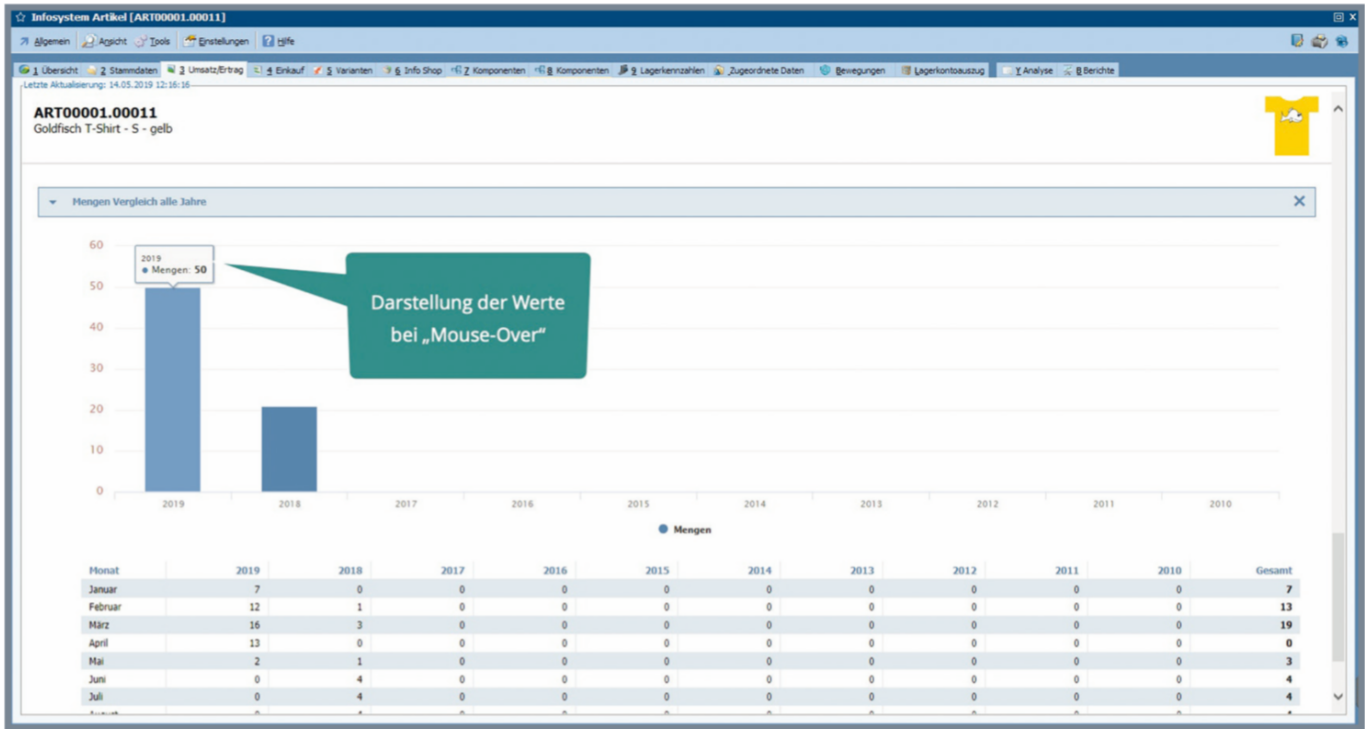 Infosystem Artikel [ART00001.00011]
Allgemein Ansicht Tools Einstellungen Hilfe
1 Übersicht 2 Stammdaten 3 Umsatz/Ertrag 4 Einkauf 5 Varianten 6 Info Shop 7 Komponenten 8 Komponenten 9 Lagerkennzahlen Zugeordnete Daten Bewegungen Lagerkontoauszug Y Analyse Berichte
Letzte Aktualisierung: 14.05.2019 12:16:16
ART00001.00011
Goldfisch T-Shirt - S - gelb
Mengen Vergleich alle Jahre
60
2019
Mengen: 50
50
Darstellung der Werte
bei „Mouse-Over“
40
30
20
10
0
2019 2018 2017 2016 2015 2014 2013 2012 2011 2010
Mengen
Monat 2019 2018 2017 2016 2015 2014 2013 2012 2011 2010 Gesamt
Januar 7 0 0 0 0 0 0 0 0 0 7
Februar 12 1 0 0 0 0 0 0 0 0 13
März 16 3 0 0 0 0 0 0 0 0 19
April 13 0 0 0 0 0 0 0 0 0 0
Mai 2 1 0 0 0 0 0 0 0 0 3
Juni 0 4 0 0 0 0 0 0 0 0 4
Juli 0 4 0 0 0 0 0 0 0 0 4